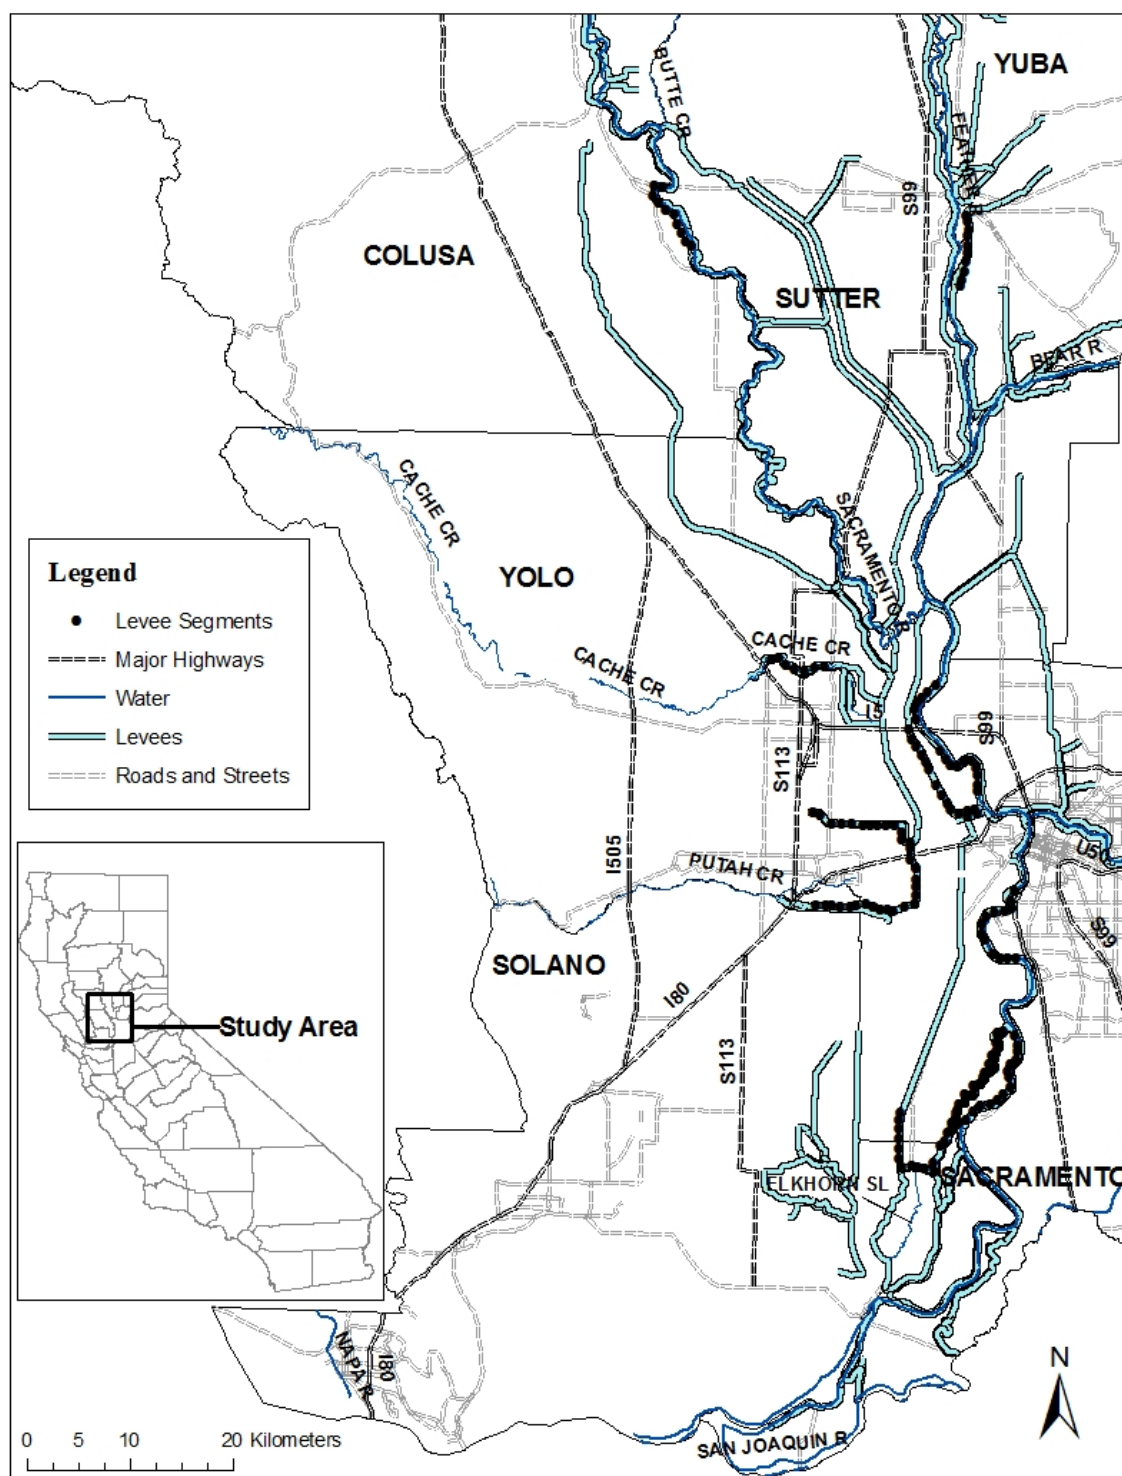 YUBA
BUTTE CR
FEATHER R
S99
COLUSA
SUTTER
BEAR R
CACHE CR
SACRAMENTO R
YOLO
Legend
Levee Segments
Major Highways
Water
Levees
Roads and Streets
CACHE CR
CACHE CR
I5
S99
S113
I505
PUTAH CR
U50
S99
SOLANO
I80
S113
Study Area
ELKHORN SL
SACRAMENTO
NAPA R
I80
N
0 5 10 20 Kilometers
SAN JOAQUIN R